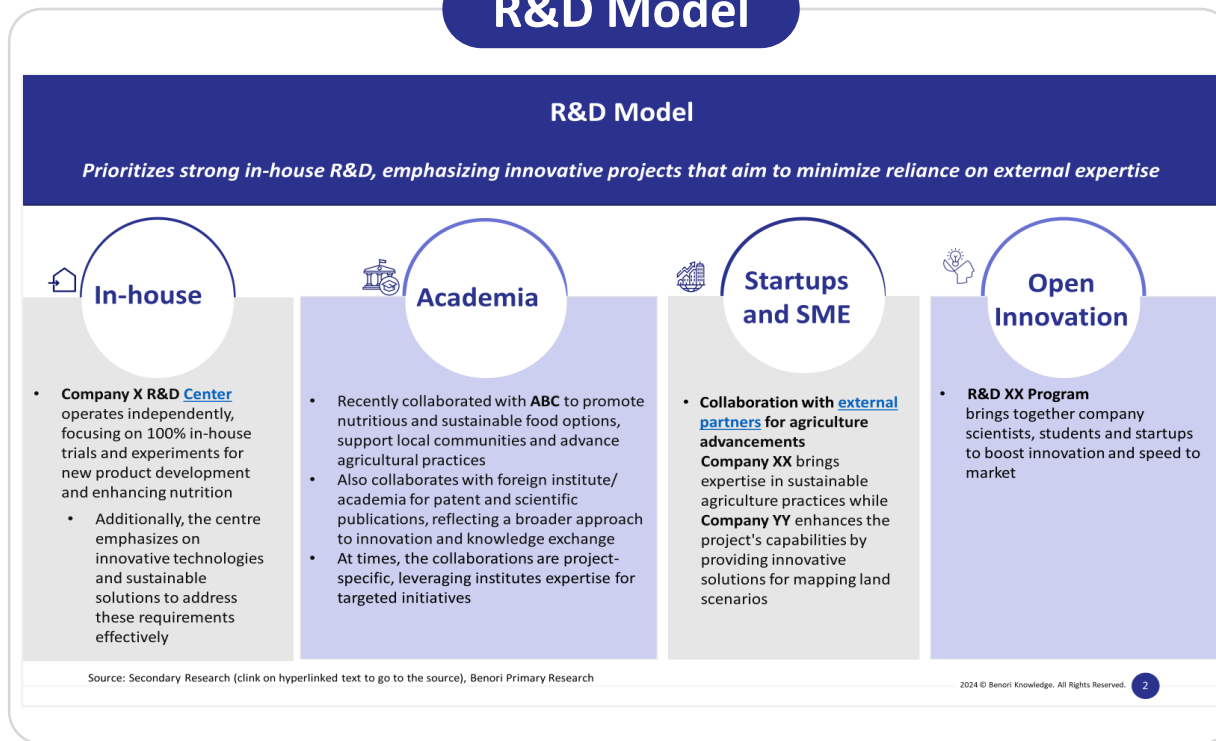 R&D Model
R&D Model
Prioritizes strong in-house R&D, emphasizing innovative projects that aim to minimize reliance on external expertise
In-house
• Company X R&D Center
operates independently,
focusing on 100% in-house
trials and experiments for
new product development
and enhancing nutrition
• Additionally, the centre
emphasizes on
innovative technologies
and sustainable
solutions to address
these requirements
effectively
Academia
• Recently collaborated with ABC to promote
nutritious and sustainable food options,
support local communities and advance
agricultural practices
• Also collaborates with foreign institute/
academia for patent and scientific
publications, reflecting a broader approach
to innovation and knowledge exchange
• At times, the collaborations are project-
specific, leveraging institutes expertise for
targeted initiatives
Startups
and SME
• Collaboration with external
partners for agriculture
advancements
Company XX brings
expertise in sustainable
agriculture practices while
Company YY enhances the
project's capabilities by
providing innovative
solutions for mapping land
scenarios
Open
Innovation
• R&D XX Program
brings together company
scientists, students and startups
to boost innovation and speed to
market
Source: Secondary Research (clink on hyperlinked text to go to the source), Benori Primary Research
2024 © Benori Knowledge. All Rights Reserved. 2